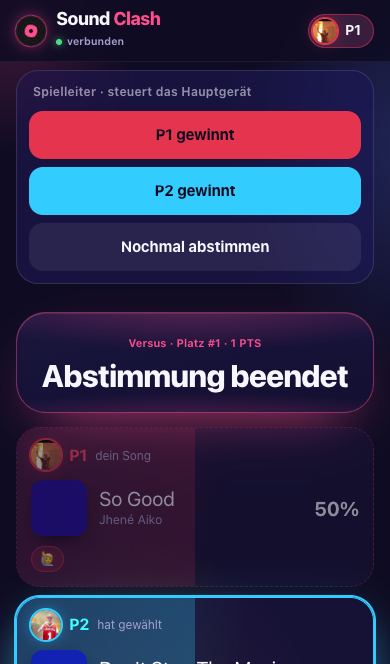 Sound Clash
verbunden
P1
Spielleiter · steuert das Hauptgerät
P1 gewinnt
P2 gewinnt
Nochmal abstimmen
Versus · Platz #1 · 1 PTS
Abstimmung beendet
P1 dein Song
So Good
Jhené Aiko
50%
P2 hat gewählt